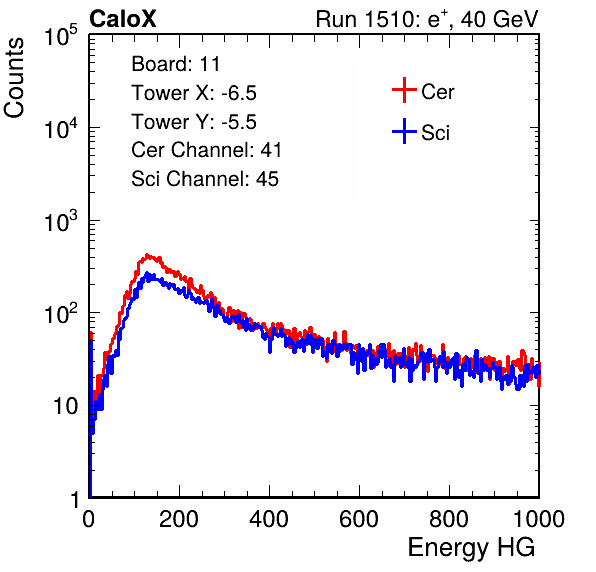 CaloX Run 1510: e⁺, 40 GeV
Counts
10⁵
10⁴
10³
10²
10
1
Board: 11
Tower X: -6.5
Tower Y: -5.5
Cer Channel: 41
Sci Channel: 45
Cer
Sci
0 200 400 600 800 1000
Energy HG